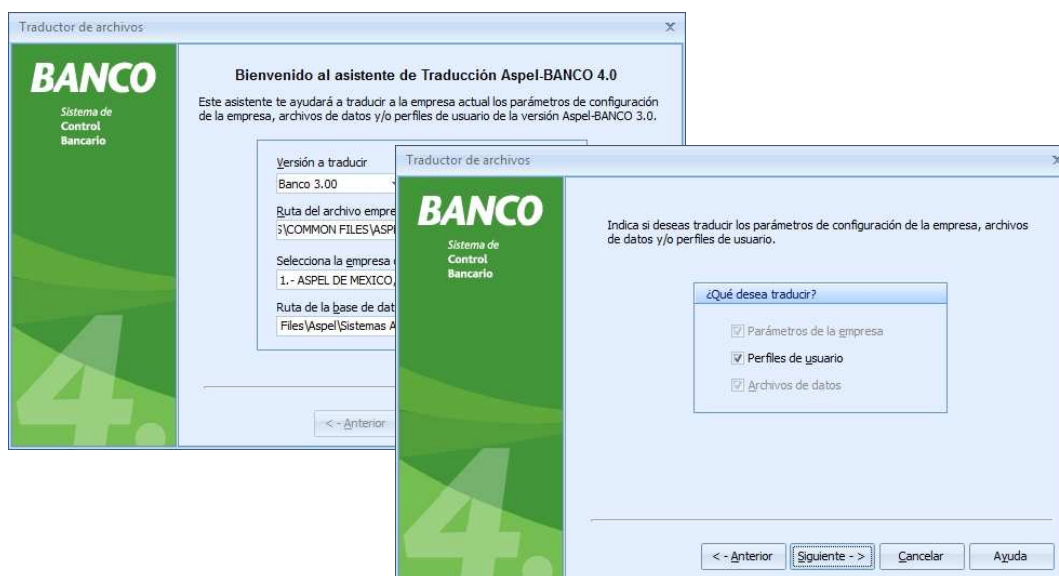 Traductor de archivos
BANCO
Sistema de
Control
Bancario
4.
Bienvenido al asistente de Traducción Aspel-BANCO 4.0
Este asistente te ayudará a traducir a la empresa actual los parámetros de configuración
de la empresa, archivos de datos y/o perfiles de usuario de la versión Aspel-BANCO 3.0.
Versión a traducir
Banco 3.00
Ruta del archivo empre
\COMMON FILES\ASP
Selecciona la empresa
1.- ASPEL DE MEXICO,
Ruta de la base de dat
Files\Aspel\Sistemas A
< - Anterior
Traductor de archivos
BANCO
Sistema de
Control
Bancario
4.
Indica si deseas traducir los parámetros de configuración de la empresa, archivos
de datos y/o perfiles de usuario.
¿Qué desea traducir?
Parámetros de la empresa
Perfiles de usuario
Archivos de datos
< - Anterior Siguiente - > Cancelar Ayuda